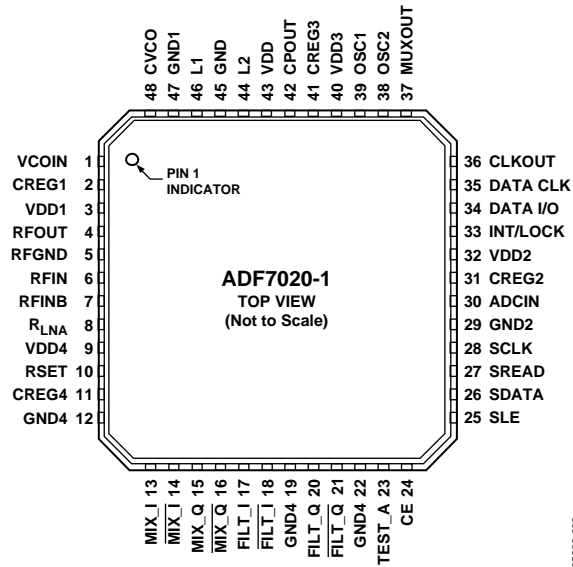 48 CVCO
47 GND1
46 L1
45 GND
44 L2
43 VDD
42 CPOUT
41 CREG3
40 VDD3
39 OSC1
38 OSC2
37 MUXOUT
VCOIN 1
CREG1 2
VDD1 3
RFOUT 4
RFGND 5
RFIN 6
RFINB 7
RLNA 8
VDD4 9
RSET 10
CREG4 11
GND4 12
PIN 1
INDICATOR
ADF7020-1
TOP VIEW
(Not to Scale)
36 CLKOUT
35 DATA CLK
34 DATA I/O
33 INT/LOCK
32 VDD2
31 CREG2
30 ADCIN
29 GND2
28 SCLK
27 SREAD
26 SDATA
25 SLE
MIX_I 13
MIX_I 14
MIX_Q 15
MIX_Q 16
FILT_I 17
FILT_I 18
GND4 19
FILT_Q 20
FILT_Q 21
GND4 22
TEST_A 23
CE 24